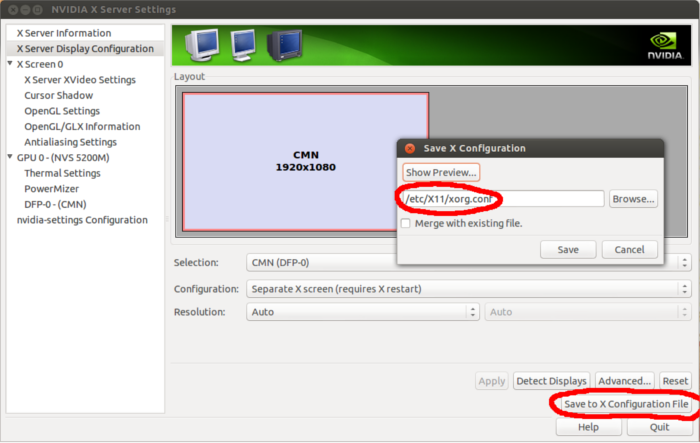 NVIDIA X Server Settings
X Server Information
X Server Display Configuration
X Screen 0
X Server XVideo Settings
Cursor Shadow
OpenGL Settings
OpenGL/GLX Information
Antialiasing Settings
GPU 0 - (NVS 5200M)
Thermal Settings
PowerMizer
DFP-0 - (CMN)
nvidia-settings Configuration
NVIDIA.
Layout
CMN
1920x1080
Save X Configuration
Show Preview...
/etc/X11/xorg.conf
Browse...
Merge with existing file.
Save
Cancel
Selection:
CMN (DFP-0)
Configuration:
Separate X screen (requires X restart)
Resolution:
Auto
Auto
Apply
Detect Displays
Advanced...
Reset
Save to X Configuration File
Help
Quit